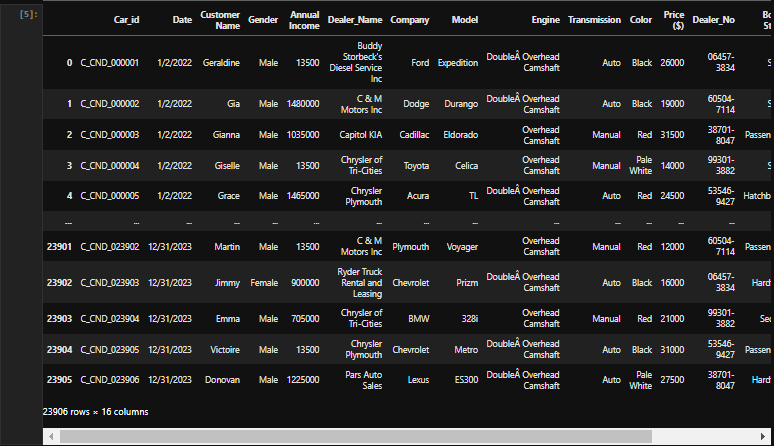 [5]:
Car_id Date Customer Name Gender Annual Income Dealer_Name Company Model Engine Transmission Color Price ($) Dealer_No Bo St
0 C_CND_000001 1/2/2022 Geraldine Male 13500 Buddy Storbeck's Diesel Service Inc Ford Expedition DoubleÂ Overhead Camshaft Auto Black 26000 06457-3834 S
1 C_CND_000002 1/2/2022 Gia Male 1480000 C & M Motors Inc Dodge Durango DoubleÂ Overhead Camshaft Auto Black 19000 60504-7114 S
2 C_CND_000003 1/2/2022 Gianna Male 1035000 Capitol KIA Cadillac Eldorado Overhead Camshaft Manual Red 31500 38701-8047 Passen
3 C_CND_000004 1/2/2022 Giselle Male 13500 Chrysler of Tri-Cities Toyota Celica Overhead Camshaft Manual Pale White 14000 99301-3882 S
4 C_CND_000005 1/2/2022 Grace Male 1465000 Chrysler Plymouth Acura TL DoubleÂ Overhead Camshaft Auto Red 24500 53546-9427 Hatchb
... ... ... ... ... ... ... ... ... ... ... ... ... ...
23901 C_CND_023902 12/31/2023 Martin Male 13500 C & M Motors Inc Plymouth Voyager Overhead Camshaft Manual Red 12000 60504-7114 Passen
23902 C_CND_023903 12/31/2023 Jimmy Female 900000 Ryder Truck Rental and Leasing Chevrolet Prizm DoubleÂ Overhead Camshaft Auto Black 16000 06457-3834 Hard
23903 C_CND_023904 12/31/2023 Emma Male 705000 Chrysler of Tri-Cities BMW 328i Overhead Camshaft Manual Red 21000 99301-3882 Sed
23904 C_CND_023905 12/31/2023 Victoire Male 13500 Chrysler Plymouth Chevrolet Metro DoubleÂ Overhead Camshaft Auto Black 31000 53546-9427 Passen
23905 C_CND_023906 12/31/2023 Donovan Male 1225000 Pars Auto Sales Lexus ES300 DoubleÂ Overhead Camshaft Auto Pale White 27500 38701-8047 Hard
23906 rows × 16 columns